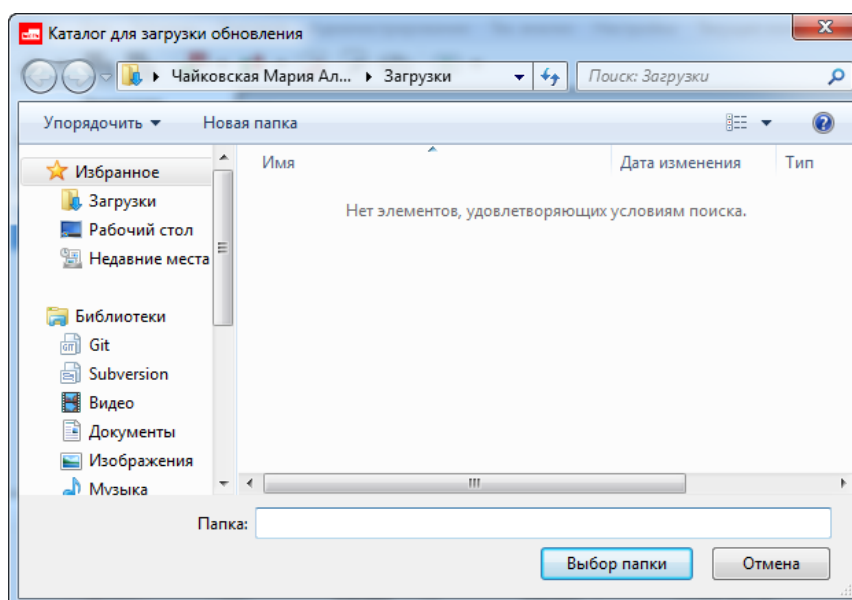 Каталог для загрузки обновления
Чайковская Мария Ал... Загрузки
Поиск: Загрузки
Упорядочить Новая папка
Имя Дата изменения Тип
Нет элементов, удовлетворяющих условиям поиска.
Избранное
Загрузки
Рабочий стол
Недавние места
Библиотеки
Git
Subversion
Видео
Документы
Изображения
Музыка
Папка:
Выбор папки Отмена